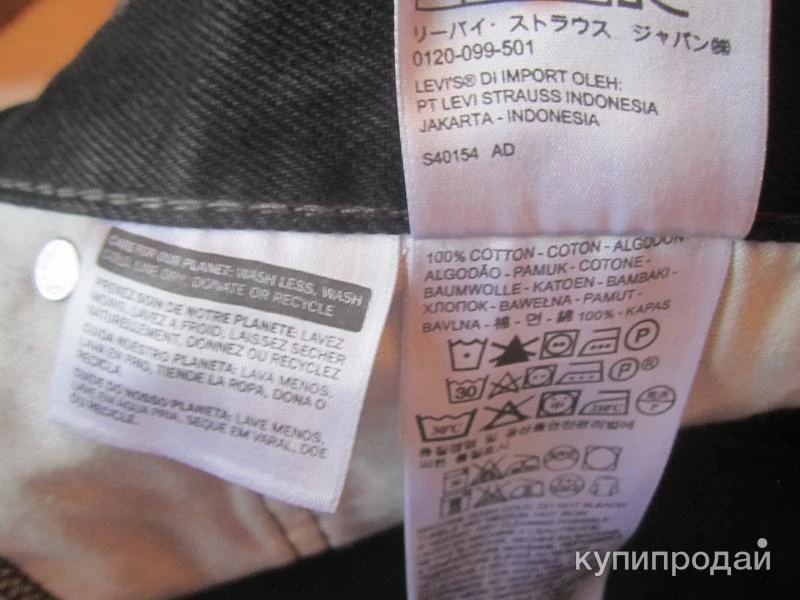 リーバイ・ストラウス ジャパン㈱
0120-099-501
LEVI'S® DI IMPORT OLEH:
PT LEVI STRAUSS INDONESIA
JAKARTA - INDONESIA
S40154 AD
CARE FOR OUR PLANET: WASH LESS, WASH
COLD, LINE DRY, DONATE OR RECYCLE
PRENEZ SOIN DE NOTRE PLANETE: LAVEZ
MOINS, LAVEZ A FROID, LAISSEZ SECHER
NATURELLEMENT, DONNEZ OU RECYCLEZ
CUIDA NUESTRO PLANETA: LAVA MENOS,
LAVA EN FRIO, TIENDE LA ROPA, DONA O
RECICLA.
CUIDE DO NOSSO PLANETA: LAVE MENOS,
LAVE EM AGUA FRIA, SEQUE EM VARAL, DOE
OU RECICLE.
100% COTTON - COTON - ALGODON
ALGODÃO - PAMUK - COTONE -
BAUMWOLLE - KATOEN - BAMBAKI -
ХЛОПОК - BAWEŁNA - PAMUT -
BAVLNA - 棉 - 면 - 綿 100% - KAPAS
P
30
P
30°C
купипродай